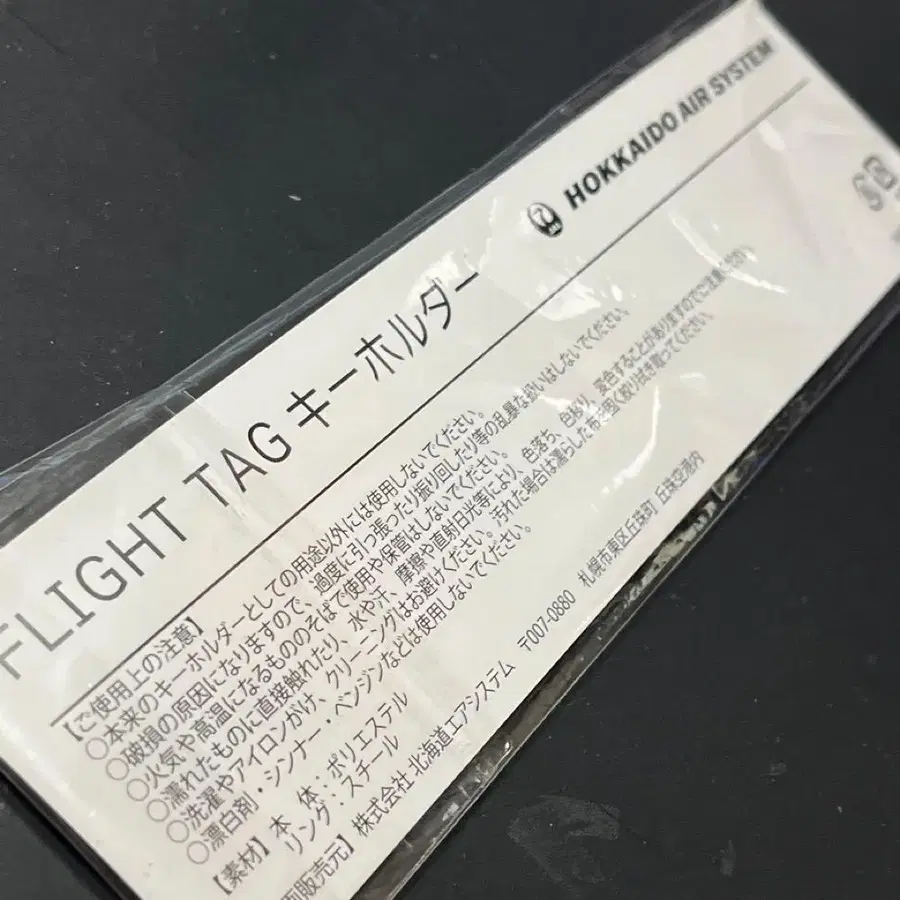 HOKKAIDO AIR SYSTEM
FLIGHT TAG キーホルダー
【ご使用上の注意】
○本来のキーホルダーとしての用途以外には使用しないでください。
○破損の原因になりますので、過度に引っ張ったり振り回したり等の乱暴な扱いはしないでください。
○火気や高温になるもののそばで使用や保管はしないでください。
○濡れたものに直接触れたり、水や汗、摩擦や直射日光等により、色落ち、色移り、染色することがありますのでご注意ください。
○洗濯やアイロンがけ、クリーニングはお避けください。汚れた場合は濡らした布を固く絞り拭き取ってください。
○漂白剤・シンナー・ベンジンなどは使用しないでください。
【素材】本 体：ポリエステル
リング：スチール
販売元】株式会社 北海道エアシステム 〒007-0880 札幌市東区丘珠町 丘珠空港内